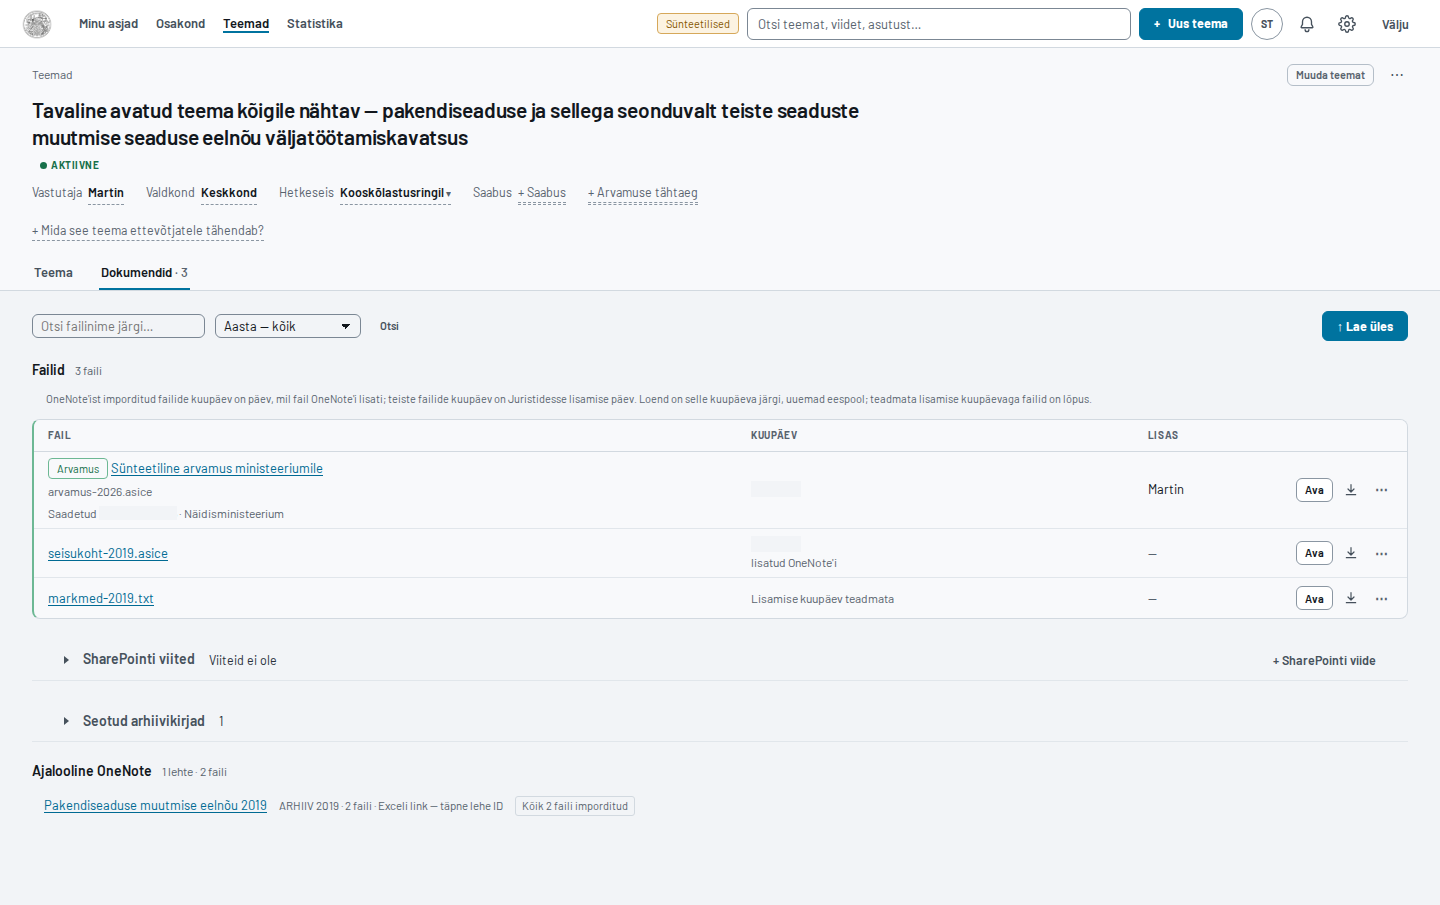 Minu asjad Osakond Teemad Statistika Sünteetilised Otsi teemat, viidet, asutust... + Uus teema ST Välju
Teemad Muuda teemat ...
Tavaline avatud teema kõigile nähtav — pakendiseaduse ja sellega seonduvalt teiste seaduste
muutmise seaduse eelnõu väljatöötamiskavatsus
AKTIIVNE
Vastutaja Martin Valdkond Keskkond Hetkeseis Kooskõlastusringil ▾ Saabus + Saabus + Arvamuse tähtaeg
+ Mida see teema ettevõtjatele tähendab?
Teema Dokumendid · 3
Otsi failinime järgi... Aasta — kõik Otsi ↑ Lae üles
Failid 3 faili
OneNote'ist imporditud failide kuupäev on päev, mil fail OneNote'i lisati; teiste failide kuupäev on Juristidesse lisamise päev. Loend on selle kuupäeva järgi, uuemad eespool; teadmata lisamise kuupäevaga failid on lõpus.
FAIL KUUPÄEV LISAS
Arvamus Sünteetiline arvamus ministeeriumile
arvamus-2026.asice
Martin Ava ...
Saadetud · Näidisministeerium
seisukoht-2019.asice — Ava ...
lisatud OneNote'i
markmed-2019.txt Lisamise kuupäev teadmata — Ava ...
SharePointi viited Viiteid ei ole + SharePointi viide
Seotud arhiivikirjad 1
Ajalooline OneNote 1 lehte · 2 faili
Pakendiseaduse muutmise eelnõu 2019 ARHIIV 2019 · 2 faili · Exceli link — täpne lehe ID Kõik 2 faili imporditud